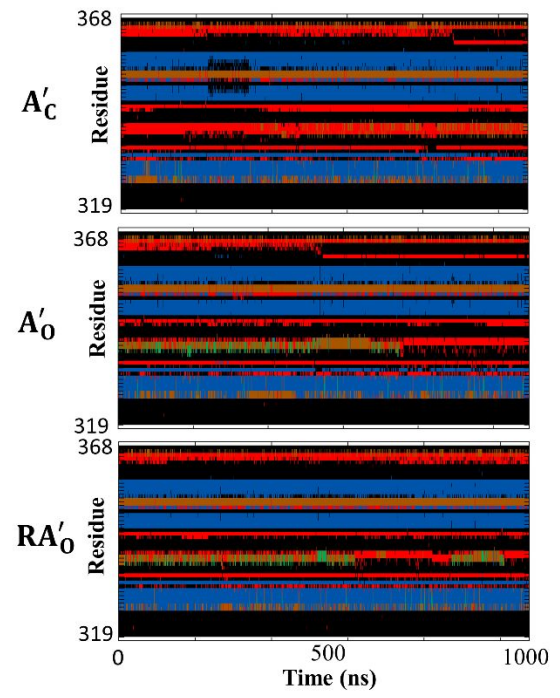 368
A′C
Residue
319
368
A′O
Residue
319
368
RA′O
Residue
319
0 500 1000
Time (ns)